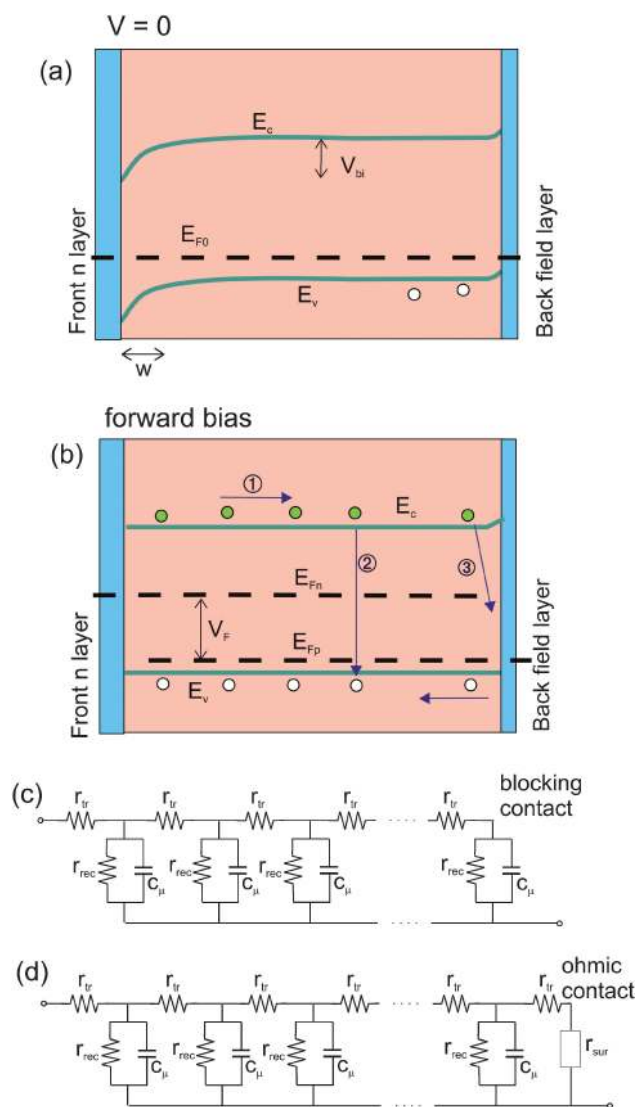 V = 0
(a)
E_c
V_bi
E_F0
E_v
Front n layer
Back field layer
w
forward bias
(b)
①
E_c
②
③
E_Fn
V_F
E_Fp
E_v
Front n layer
Back field layer
(c)
blocking
contact
r_tr r_tr r_tr r_tr r_tr
r_rec c_μ r_rec c_μ r_rec c_μ r_rec c_μ
(d)
ohmic
contact
r_tr r_tr r_tr r_tr r_tr r_tr
r_rec c_μ r_rec c_μ r_rec c_μ r_rec c_μ r_sur